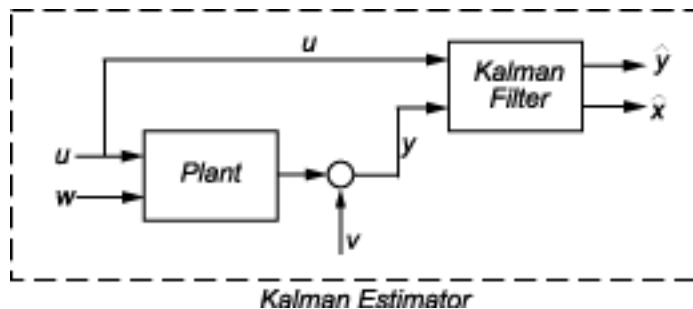 u
Kalman
Filter
ŷ
x̂
u
Plant
y
w
v
Kalman Estimator